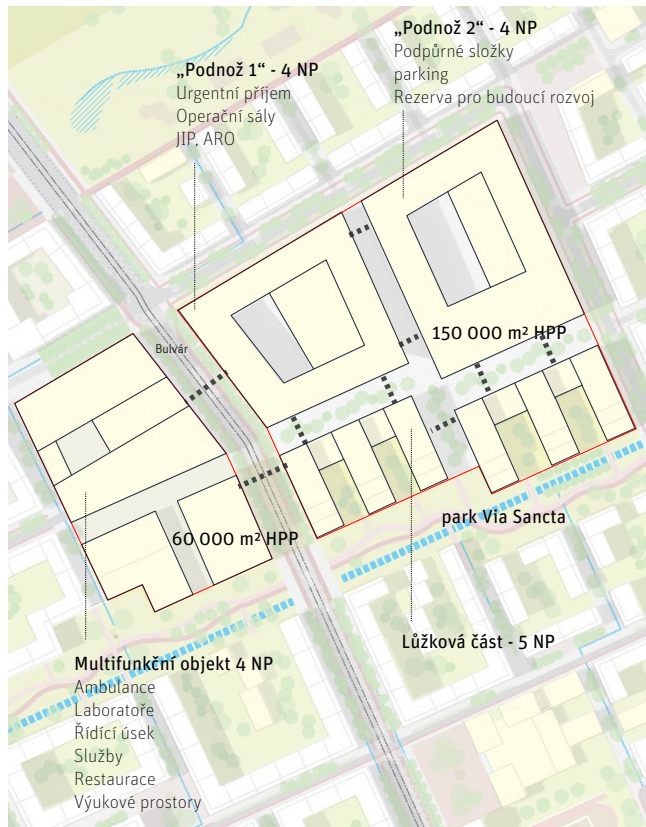 „Podnož 2“ - 4 NP
Podpůrné složky
parking
Rezerva pro budoucí rozvoj
„Podnož 1“ - 4 NP
Urgentní příjem
Operační sály
JIP, ARO
150 000 m² HPP
Bulvár
park Via Sancta
60 000 m² HPP
Lůžková část - 5 NP
Multifunkční objekt 4 NP
Ambulance
Laboratoře
Řídící úsek
Služby
Restaurace
Výukové prostory